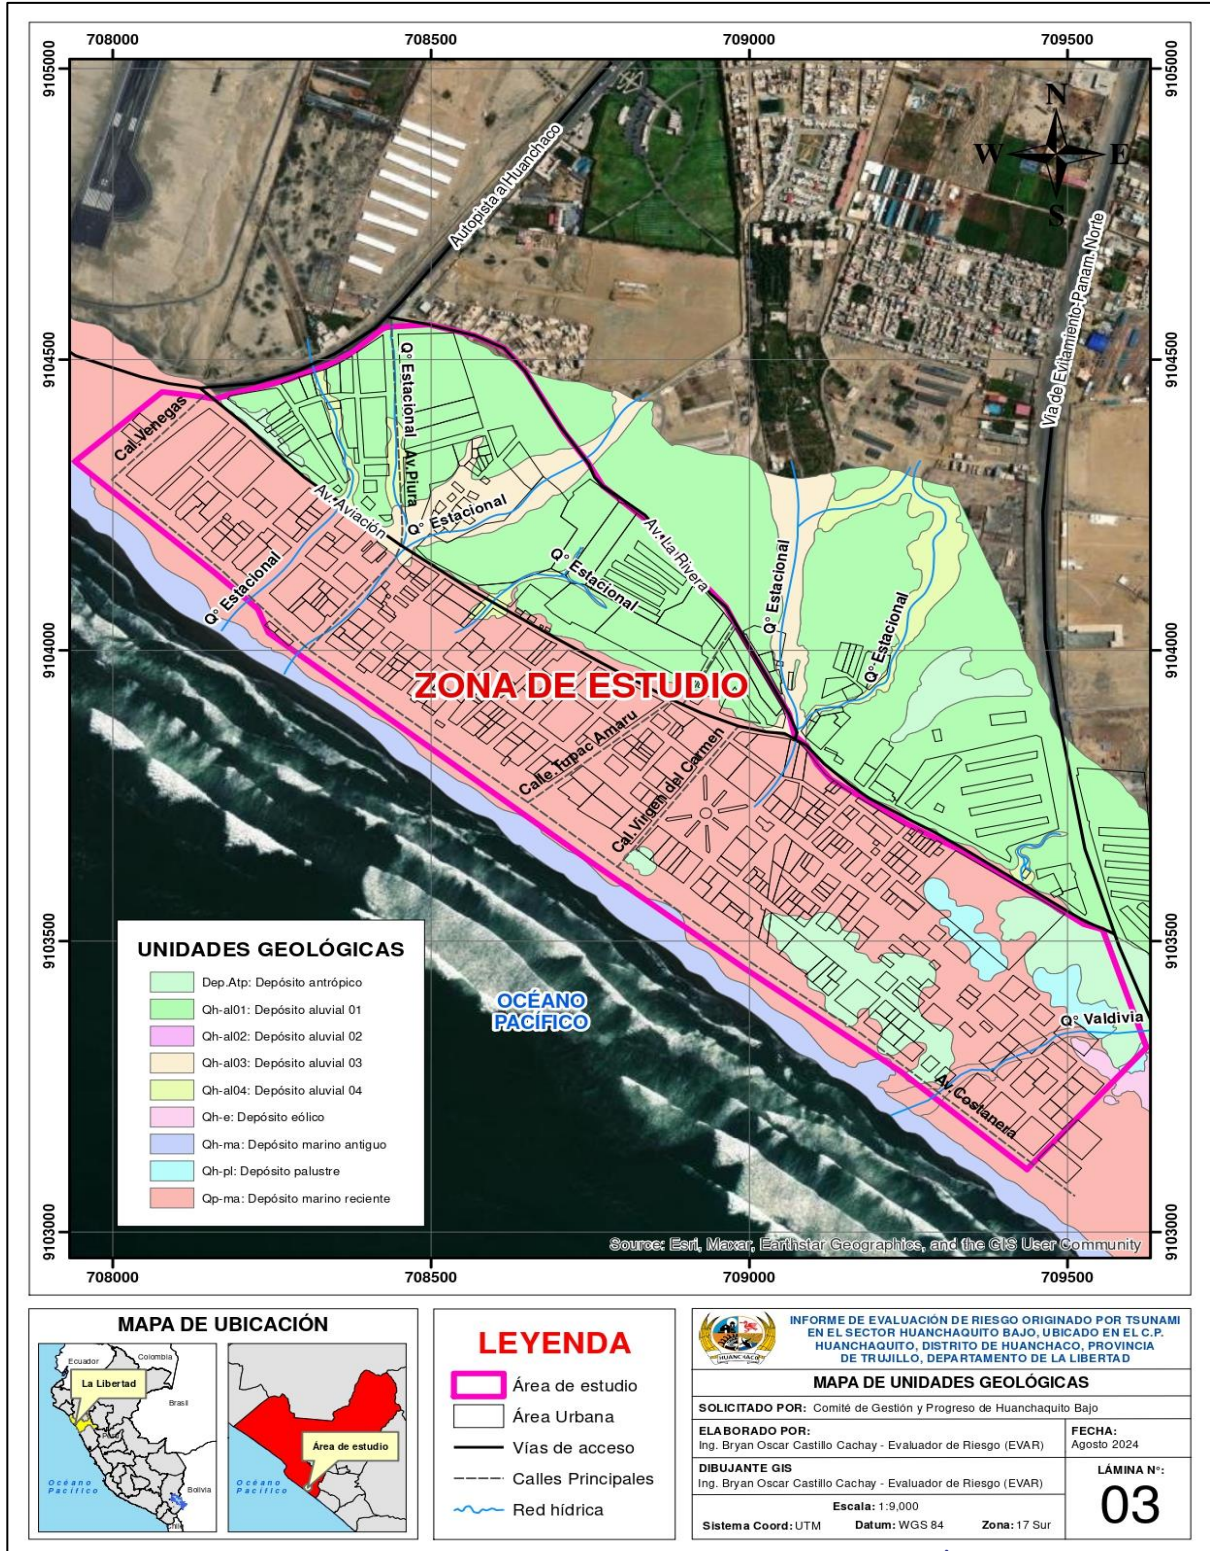 708000
708500
709000
709500
9105000
9104500
9104000
9103500
9103000
9105000
9104500
9104000
9103500
9103000
N
W
E
S
Autopista a Huanchaco
Vía de Evitamiento-Panam. Norte
Cal. Venegas
Q° Estacional
Av. Piura
Av. Aviación
Q° Estacional
Q° Estacional
Q° Estacional
Av. La Rivera
Q° Estacional
Q° Estacional
ZONA DE ESTUDIO
Calle. Tupac Amaru
Cal. Virgen del Carmen
Q° Valdivia
Av. Costanera
OCÉANO
PACÍFICO
UNIDADES GEOLÓGICAS
Dep.Atp: Depósito antrópico
Qh-al01: Depósito aluvial 01
Qh-al02: Depósito aluvial 02
Qh-al03: Depósito aluvial 03
Qh-al04: Depósito aluvial 04
Qh-e: Depósito eólico
Qh-ma: Depósito marino antiguo
Qh-pl: Depósito palustre
Qp-ma: Depósito marino reciente
Source: Esri, Maxar, Earthstar Geographics, and the GIS User Community
708000
708500
709000
709500
MAPA DE UBICACIÓN
Ecuador
Colombia
La Libertad
Brasil
Perú
Océano
Pacífico
Bolivia
Chile
Área de estudio
Océano
Pacífico
LEYENDA
Área de estudio
Área Urbana
Vías de acceso
Calles Principales
Red hídrica
HUANCHACO
INFORME DE EVALUACIÓN DE RIESGO ORIGINADO POR TSUNAMI
EN EL SECTOR HUANCHAQUITO BAJO, UBICADO EN EL C.P.
HUANCHAQUITO, DISTRITO DE HUANCHACO, PROVINCIA
DE TRUJILLO, DEPARTAMENTO DE LA LIBERTAD
MAPA DE UNIDADES GEOLÓGICAS
SOLICITADO POR: Comité de Gestión y Progreso de Huanchaquito Bajo
ELABORADO POR:
Ing. Bryan Oscar Castillo Cachay - Evaluador de Riesgo (EVAR)
FECHA:
Agosto 2024
DIBUJANTE GIS
Ing. Bryan Oscar Castillo Cachay - Evaluador de Riesgo (EVAR)
LÁMINA N°:
03
Escala: 1:9,000
Sistema Coord: UTM Datum: WGS 84 Zona: 17 Sur